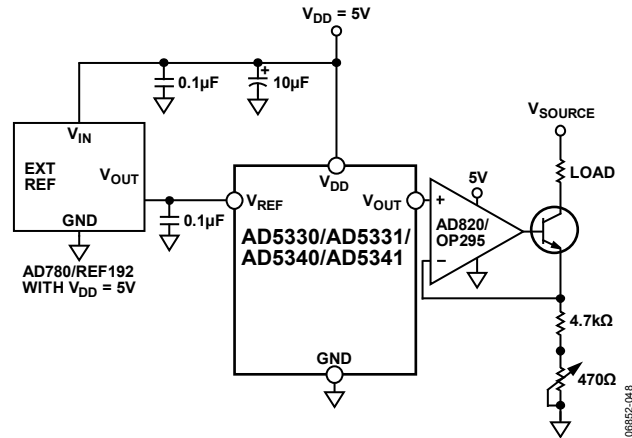 VDD = 5V
0.1µF
10µF
+
VSOURCE
VIN
EXT
REF
VOUT
GND
0.1µF
VREF
VDD
VOUT
AD5330/AD5331/
AD5340/AD5341
GND
5V
+
AD820/
OP295
–
LOAD
4.7kΩ
470Ω
AD780/REF192
WITH VDD = 5V
06852-048